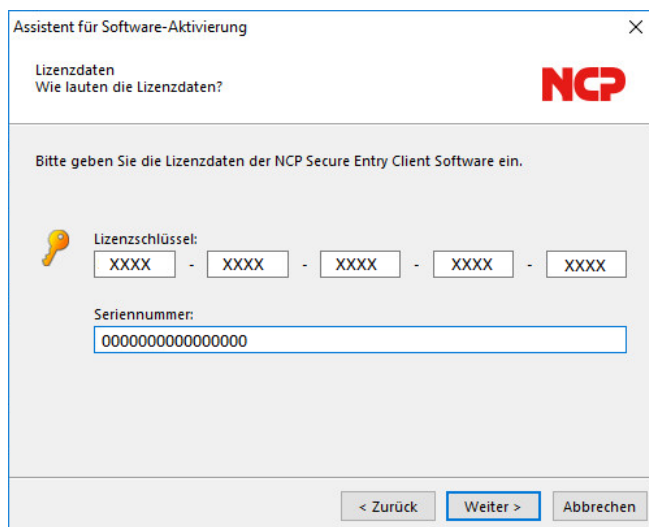 Assistent für Software-Aktivierung
Lizenzdaten
Wie lauten die Lizenzdaten?
NCP
Bitte geben Sie die Lizenzdaten der NCP Secure Entry Client Software ein.
Lizenzschlüssel:
XXXX - XXXX - XXXX - XXXX - XXXX
Seriennummer:
0000000000000000
< Zurück Weiter > Abbrechen